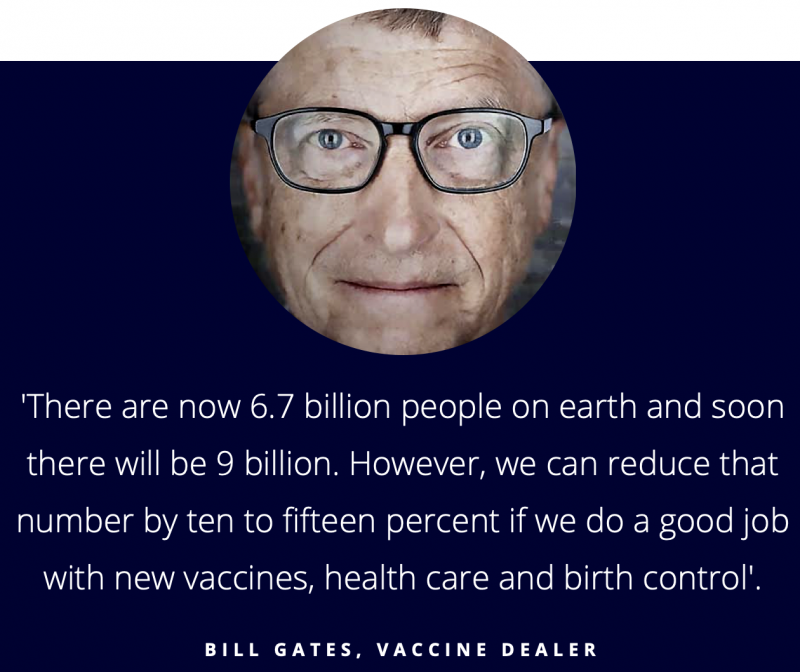 'There are now 6.7 billion people on earth and soon
there will be 9 billion. However, we can reduce that
number by ten to fifteen percent if we do a good job
with new vaccines, health care and birth control'.
BILL GATES, VACCINE DEALER